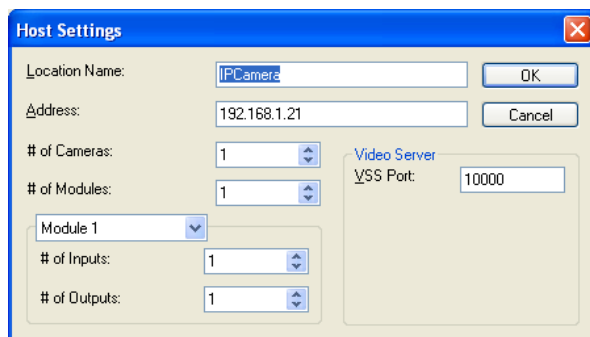 Host Settings
Location Name: IPCamera OK
Address: 192.168.1.21 Cancel
# of Cameras: 1
# of Modules: 1
Video Server
VSS Port: 10000
Module 1
# of Inputs: 1
# of Outputs: 1